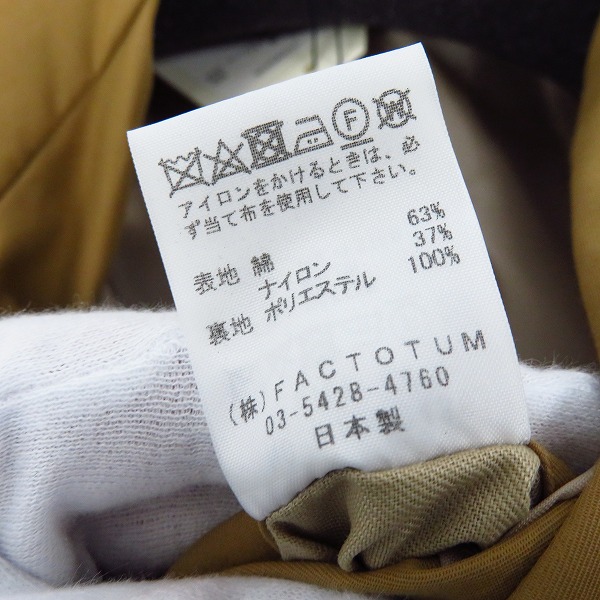 F W
アイロンをかけるときは、必
ず当て布を使用して下さい。
表地 綿 63%
ナイロン 37%
裏地 ポリエステル 100%
(株)FACTOTUM
03-5428-4760
日本製